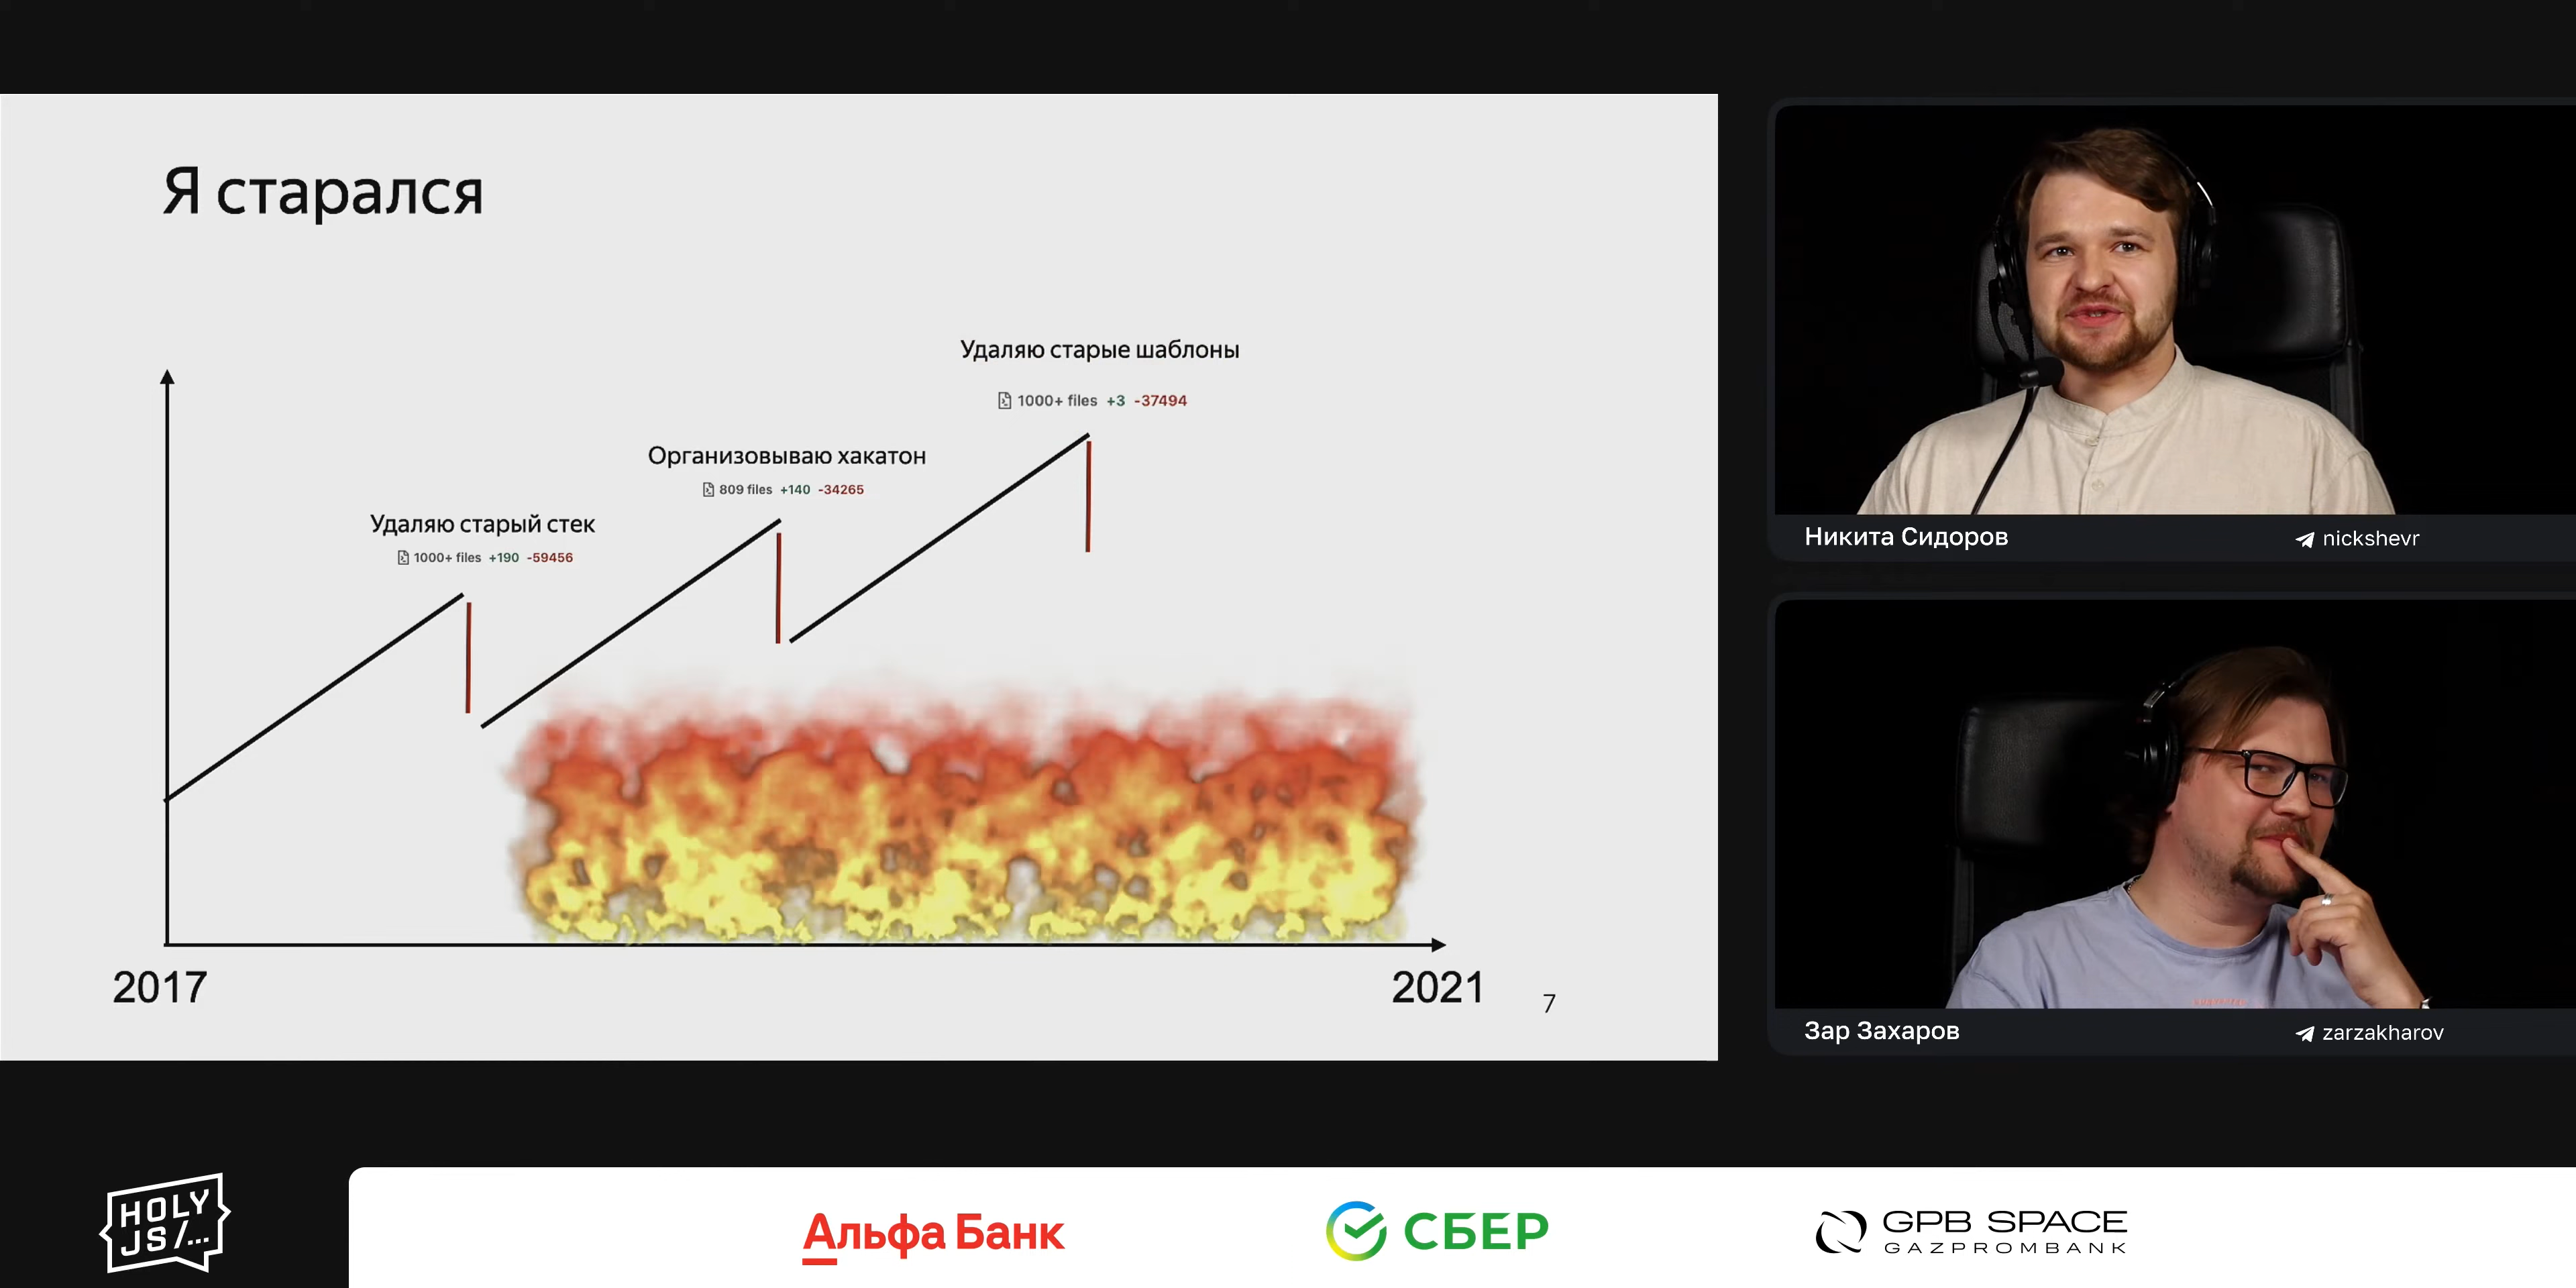 Я старался
Удаляю старые шаблоны
1000+ files +3 -37494
Организовываю хакатон
809 files +140 -34265
Удаляю старый стек
1000+ files +190 -59456
2017
2021
7
Никита Сидоров
nickshevr
Зар Захаров
zarzakharov
HOLY
JS/...
Альфа Банк
СБЕР
GPB SPACE
GAZPROMBANK